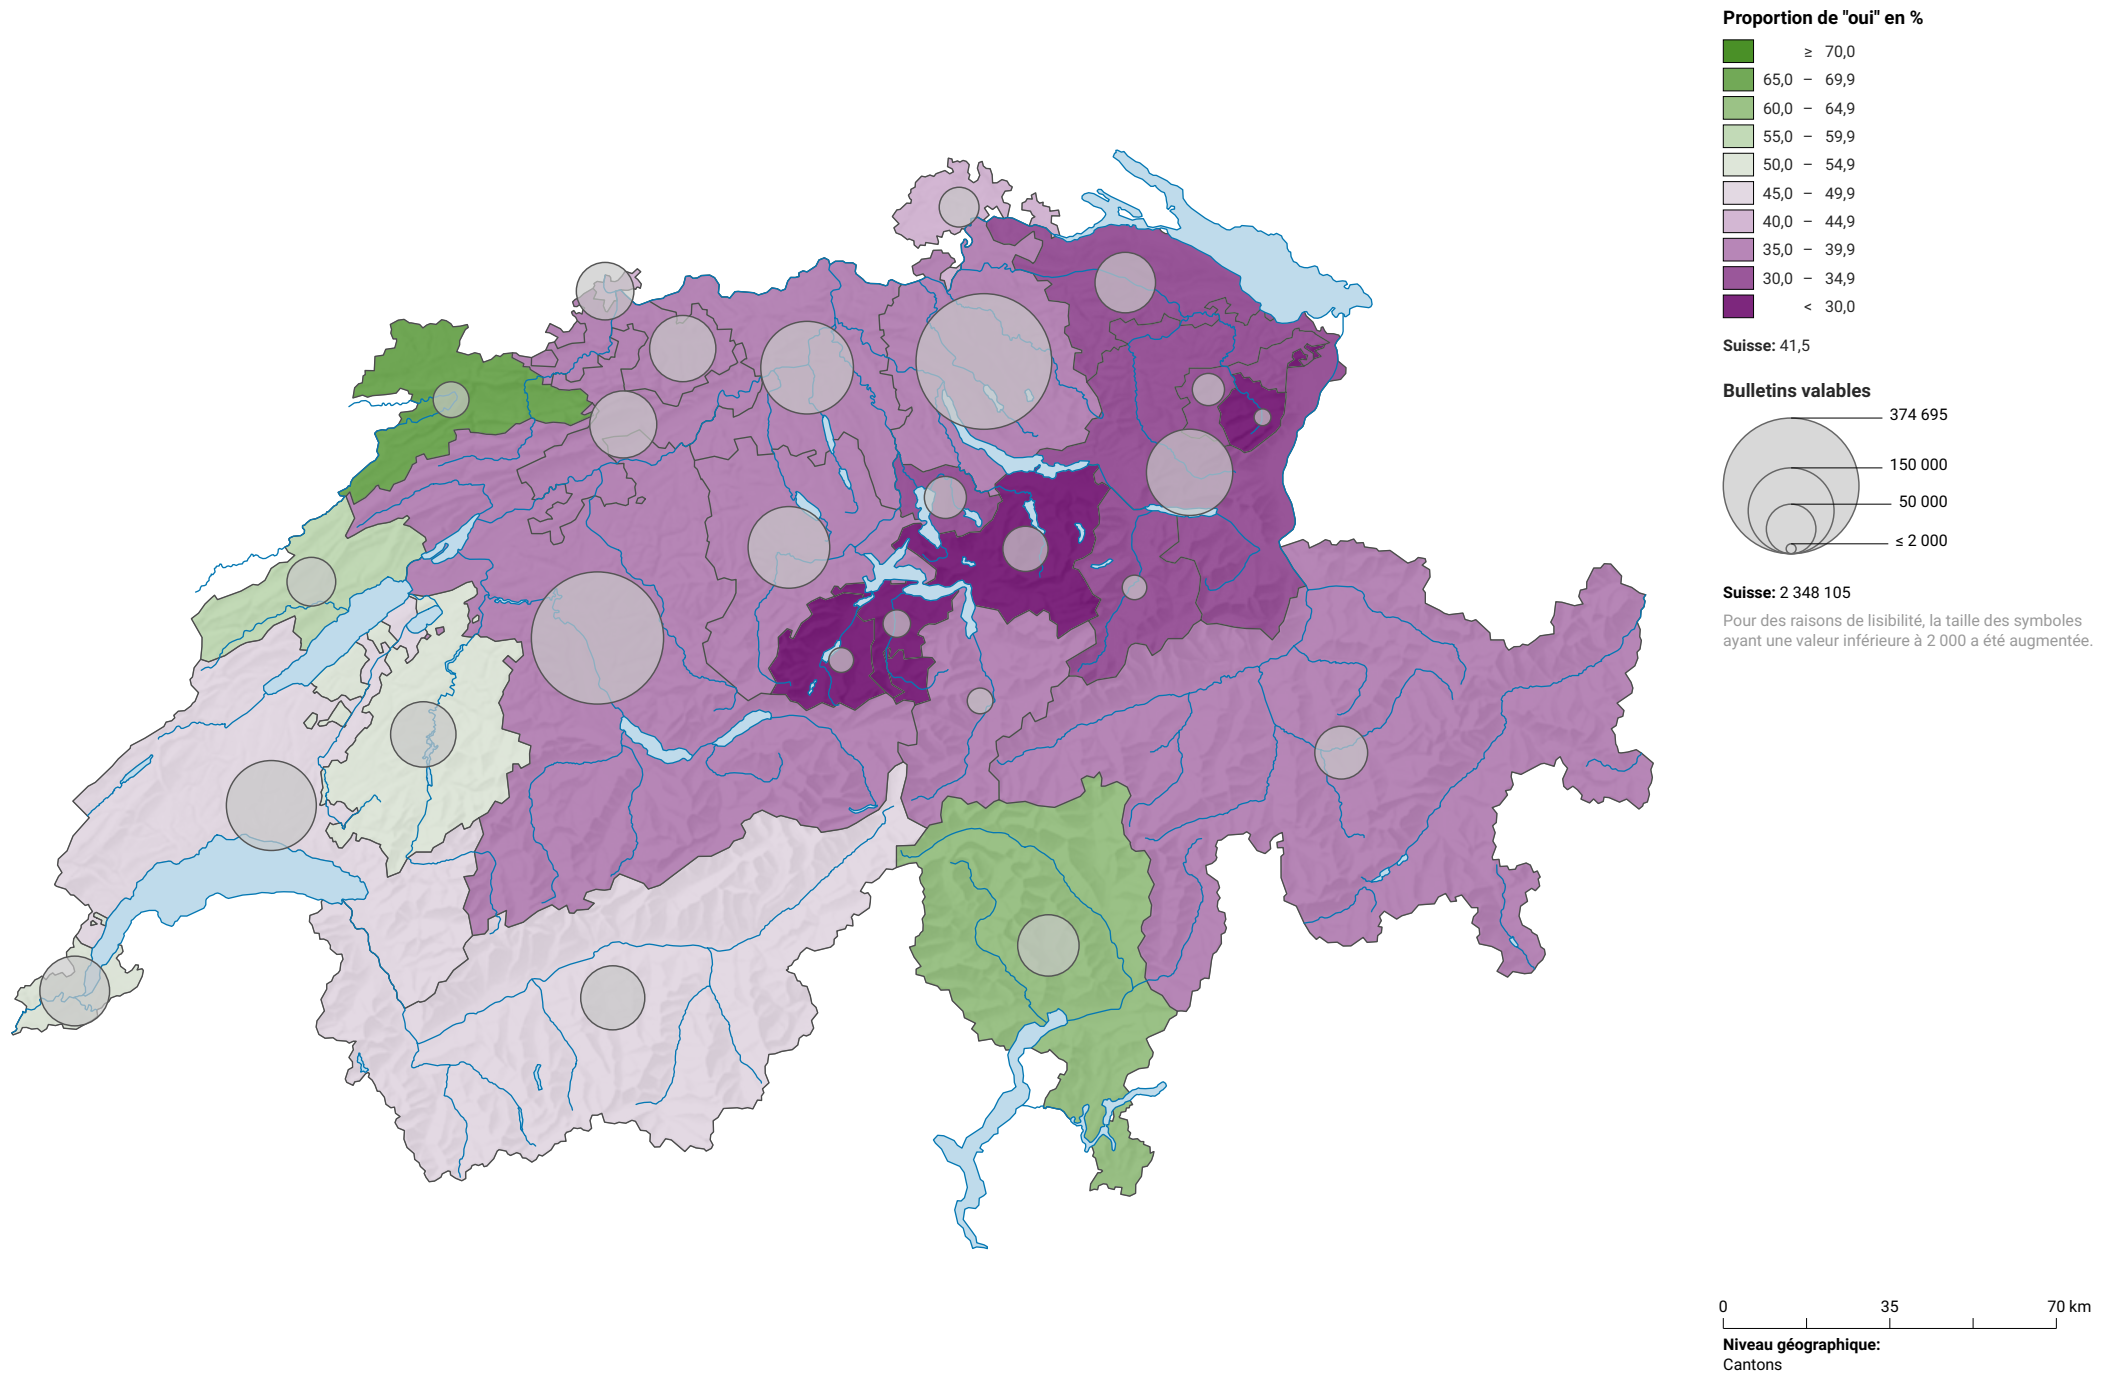 Proportion de "oui" en %
≥ 70,0
65,0 – 69,9
60,0 – 64,9
55,0 – 59,9
50,0 – 54,9
45,0 – 49,9
40,0 – 44,9
35,0 – 39,9
30,0 – 34,9
< 30,0
Suisse: 41,5
Bulletins valables
374 695
150 000
50 000
≤ 2 000
Suisse: 2 348 105
Pour des raisons de lisibilité, la taille des symboles
ayant une valeur inférieure à 2 000 a été augmentée.
0 35 70 km
Niveau géographique:
Cantons